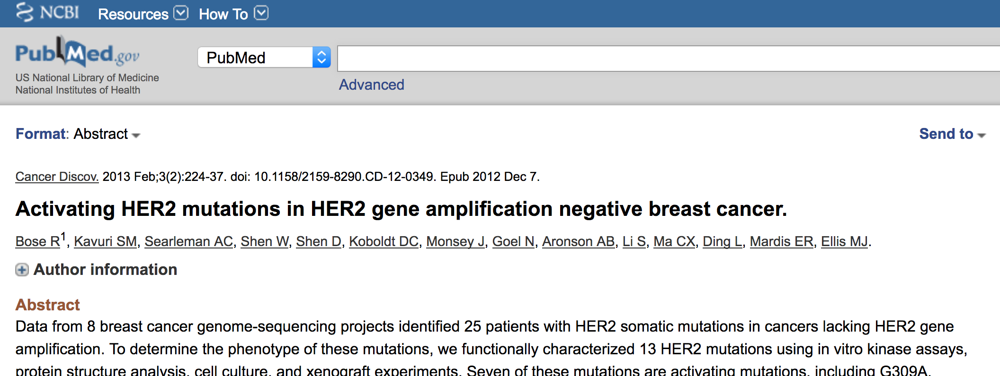 NCBI Resources How To
PubMed.gov
US National Library of Medicine
National Institutes of Health
PubMed
Advanced
Format: Abstract
Send to
Cancer Discov. 2013 Feb;3(2):224-37. doi: 10.1158/2159-8290.CD-12-0349. Epub 2012 Dec 7.
Activating HER2 mutations in HER2 gene amplification negative breast cancer.
Bose R1, Kavuri SM, Searleman AC, Shen W, Shen D, Koboldt DC, Monsey J, Goel N, Aronson AB, Li S, Ma CX, Ding L, Mardis ER, Ellis MJ.
Author information
Abstract
Data from 8 breast cancer genome-sequencing projects identified 25 patients with HER2 somatic mutations in cancers lacking HER2 gene
amplification. To determine the phenotype of these mutations, we functionally characterized 13 HER2 mutations using in vitro kinase assays,
protein structure analysis, cell culture, and xenograft experiments. Seven of these mutations are activating mutations, including G309A,